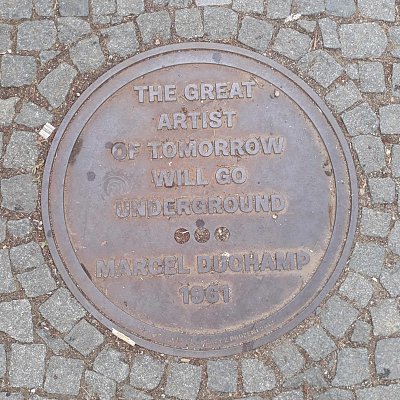 THE GREAT
ARTIST
OF TOMORROW
WILL GO
UNDERGROUND
MARCEL DUCHAMP
1961